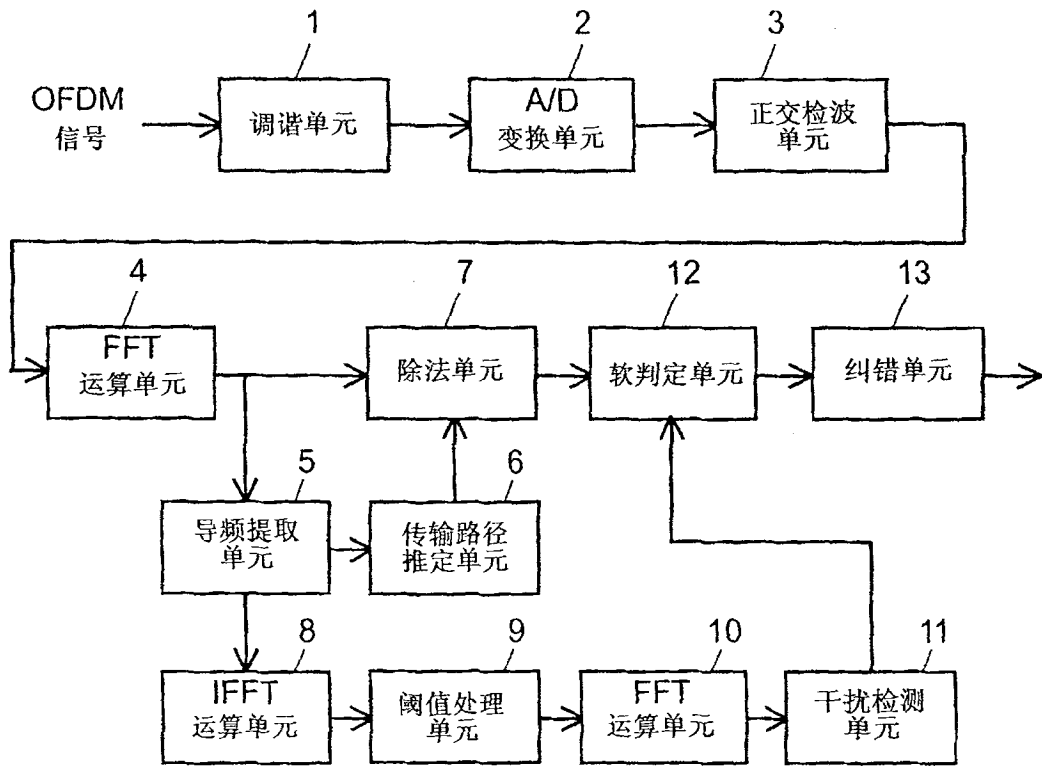 1
2
3
OFDM
信号
调谐单元
A/D
变换单元
正交检波
单元
4
7
12
13
FFT
运算单元
除法单元
软判定单元
纠错单元
5
6
导频提取
单元
传输路径
推定单元
8
9
10
11
IFFT
运算单元
阈值处理
单元
FFT
运算单元
干扰检测
单元